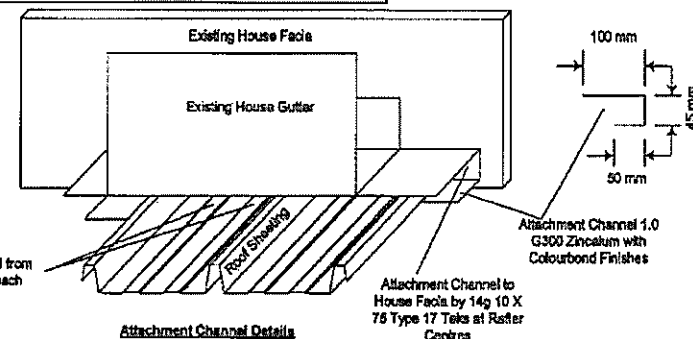 Existing House Facia
100 mm
Existing House Gutter
45 mm
50 mm
Roof Sheeting
Attachment Channel 1.0
G300 Zincalum with
Colourbond Finishes
d from
each
Attachment Channel to
House Facia by 14g 10 X
75 Type 17 Teks at Rafter
Centres
Attachment Channel Details